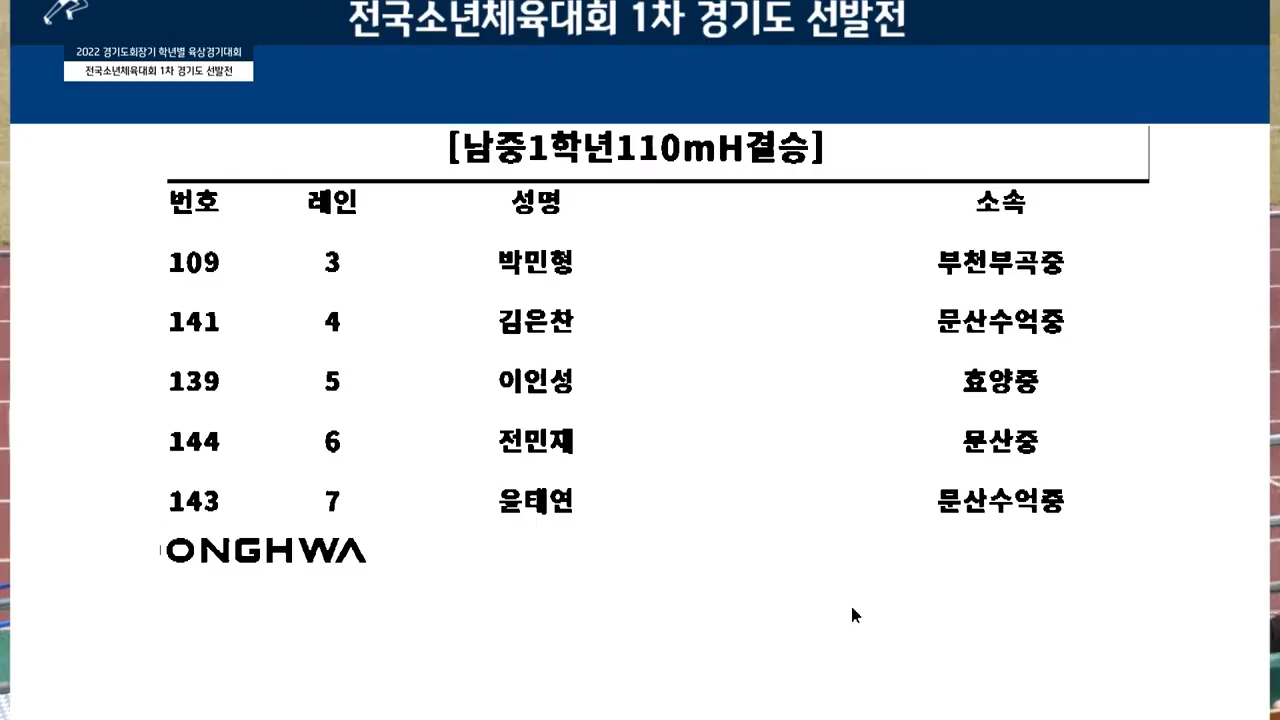 전국소년체육대회 1차 경기도 선발전
2022 경기도회장기 학년별 육상경기대회
전국소년체육대회 1차 경기도 선발전
[남중1학년110mH결승]
번호 레인 성명 소속
109 3 박민형 부천부곡중
141 4 김은찬 문산수억중
139 5 이인성 효양중
144 6 전민재 문산중
143 7 윤태연 문산수억중
ONGHWA